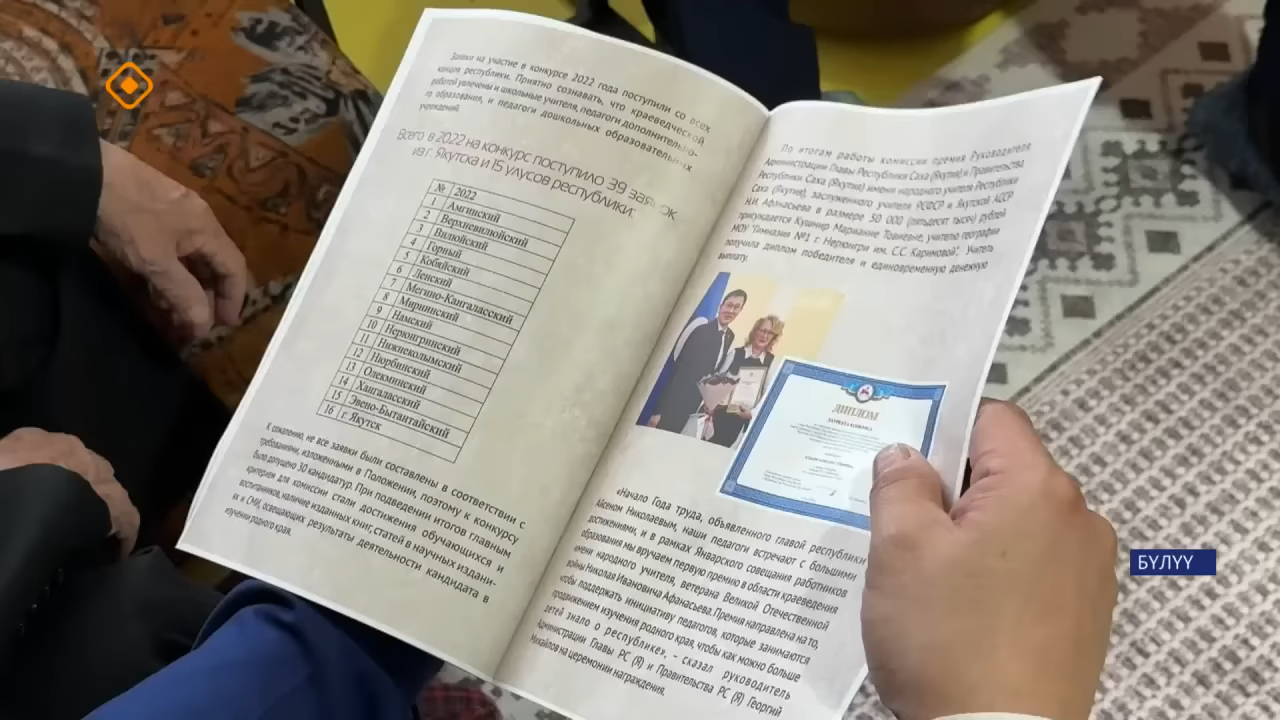 Заявки на участие в конкурсе 2022 года поступили со всех
концов республики. Приятно сознавать, что краеведческой
работой увлечены и школьные учителя, педагоги дополнительно-
го образования, и педагоги дошкольных образовательных
учреждений.
Всего в 2022 на конкурс поступило 39 заявок
из г. Якутска и 15 улусов республики:
№ 2022
1 Амгинский
2 Верхневилюйский
3 Вилюйский
4 Горный
5 Кобяйский
6 Ленский
7 Мегино-Кангаласский
8 Мирнинский
9 Намский
10 Нерюнгринский
11 Нижнеколымский
12 Нюрбинский
13 Олекминский
14 Хангаласский
15 Эвено-Бытантайский
16 г. Якутск
К сожалению, не все заявки были составлены в соответствии с
требованиями, изложенными в Положении, поэтому к конкурсу
было допущено 30 кандидатур. При подведении итогов главным
критерием для комиссии стали достижения обучающихся и
воспитанников, наличие изданных книг, статей в научных издани-
ях и СМИ, освещающих результаты деятельности кандидата в
изучении родного края.
По итогам работы комиссии премия Руководителя
Администрации Главы Республики Саха (Якутия) и Правительства
Республики Саха (Якутия) имени народного учителя Республики
Саха (Якутия), заслуженного учителя РСФСР и Якутской АССР
Н.И. Афанасьева в размере 50 000 (пятьдесят тысяч) рублей
присуждается Кушнир Марианне Товиевне, учителю географии
МОУ "Гимназия №1 г. Нерюнгри им. С.С. Каримовой". Учитель
получила диплом победителя и единовременную денежную
выплату.
ДИПЛОМ
«Начало Года труда, объявленного главой республики
Айсеном Николаевым, наши педагоги встречают с большими
достижениями, и в рамках Январского совещания работников
образования мы вручаем первую премию в области краеведения
имени народного учителя, ветерана Великой Отечественной
войны Николая Ивановича Афанасьева. Премия направлена на то,
чтобы поддержать инициативу педагогов, которые занимаются
продвижением изучения родного края, чтобы как можно больше
детей знало о республике», – сказал руководитель
Администрации Главы РС (Я) и Правительства РС (Я) Георгий
Михайлов на церемонии награждения.
БҮЛҮҮ